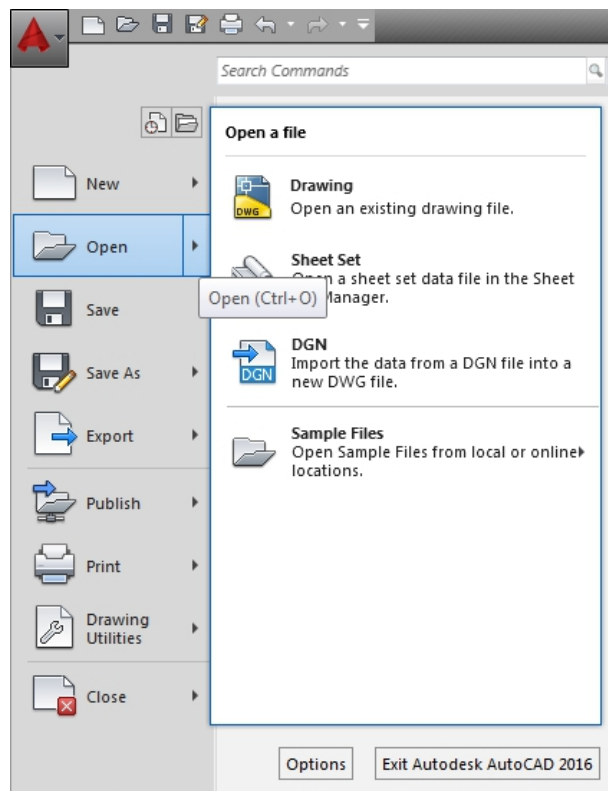 Search Commands
Open a file
New
Drawing
DWG
Open an existing drawing file.
Open
Sheet Set
a sheet set data file in the Sheet
Manager.
Open (Ctrl+O)
Save
DGN
DGN
Import the data from a DGN file into a
new DWG file.
Save As
Export
Sample Files
Open Sample Files from local or online
locations.
Publish
Print
Drawing
Utilities
Close
Options
Exit Autodesk AutoCAD 2016